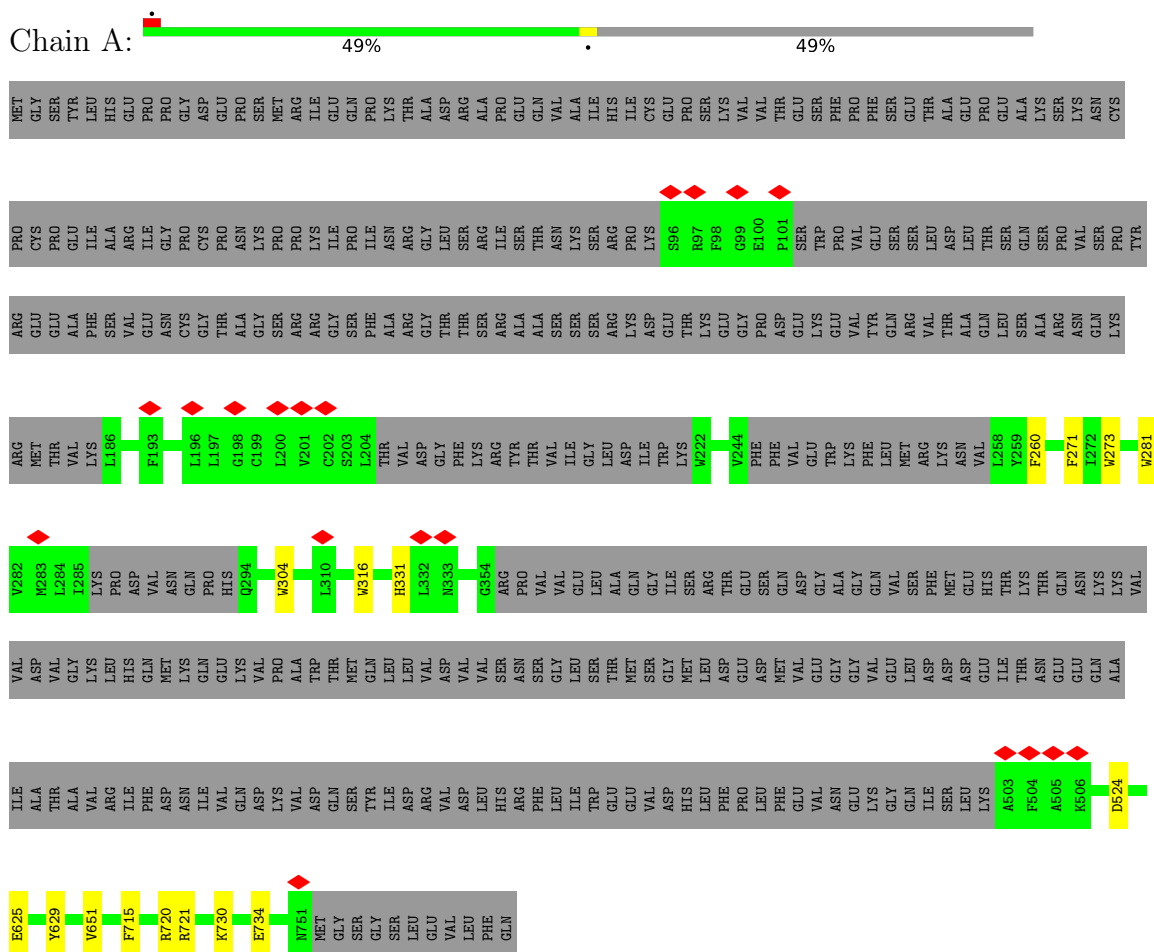 Chain A:
49%
49%
MET GLY SER TYR LEU HIS GLU PRO PRO GLY ASP GLU PRO SER MET ARG ILE GLU GLN PRO LYS THR ALA ASP ARG ALA PRO GLU GLN VAL ALA ILE HIS ILE CYS GLU PRO SER LYS VAL VAL THR GLU SER PHE PRO PHE SER GLU THR ALA GLU PRO GLU ALA LYS SER LYS ASN CYS
PRO CYS PRO GLU ILE ALA ARG ILE GLY PRO CYS PRO ASN LYS PRO PRO LYS ILE PRO ILE ASN ARG GLY LEU SER ARG ILE SER THR ASN LYS SER ARG PRO LYS S96 R97 F98 G99 E100 P101 SER TRP PRO VAL GLU SER SER LEU ASP LEU THR SER GLN SER PRO VAL SER PRO TYR
ARG GLU GLU ALA PHE SER VAL GLU ASN CYS GLY THR ALA GLY SER ARG ARG GLY SER PHE ALA ARG GLY THR THR SER ARG ALA ALA SER SER SER ARG LYS ASP GLU THR LYS GLU GLY PRO ASP GLU LYS GLU VAL TYR GLN ARG VAL THR ALA GLN LEU SER ALA ARG ASN GLN LYS
ARG MET THR VAL LYS L186 F193 L196 L197 G198 C199 L200 V201 C202 S203 L204 THR VAL ASP GLY PHE LYS ARG TYR THR VAL ILE GLY LEU ASP ILE TRP LYS W222 V244 PHE PHE VAL GLU TRP LYS PHE LEU MET ARG LYS ASN VAL L258 Y259 F260 F271 I272 W273 W281
V282 M283 L284 I285 LYS PRO ASP VAL ASN GLN PRO HIS Q294 W304 L310 W316 H331 L332 N333 G354 ARG PRO VAL VAL GLU LEU ALA GLN GLY ILE SER ARG THR GLU SER GLN ASP GLY ALA GLY GLN VAL SER PHE MET GLU HIS THR LYS THR GLN ASN LYS LYS VAL
VAL ASP VAL GLY LYS LEU HIS GLN MET LYS GLN GLU LYS VAL PRO ALA TRP THR MET GLN LEU LEU VAL ASP VAL VAL SER ASN SER GLY LEU SER THR MET SER GLY MET LEU ASP GLU ASP MET VAL GLU GLY GLY VAL GLU LEU ASP ASP ASP GLU ILE THR ASN GLU GLU GLN ALA
ILE ALA THR ALA VAL ARG ILE PHE ASP ASN ILE VAL GLN ASP LYS VAL ASP GLN SER TYR ILE ASP ARG VAL ASP LEU HIS ARG PHE LEU ILE TRP GLU GLU VAL ASP HIS LEU PHE PRO LEU PHE GLU VAL ASN GLU LYS GLY GLN ILE SER LEU LYS A503 F504 A505 K506 D524
E625 Y629 V651 F715 R720 R721 K730 E734 N751 MET GLY SER GLY SER LEU GLU VAL LEU PHE GLN